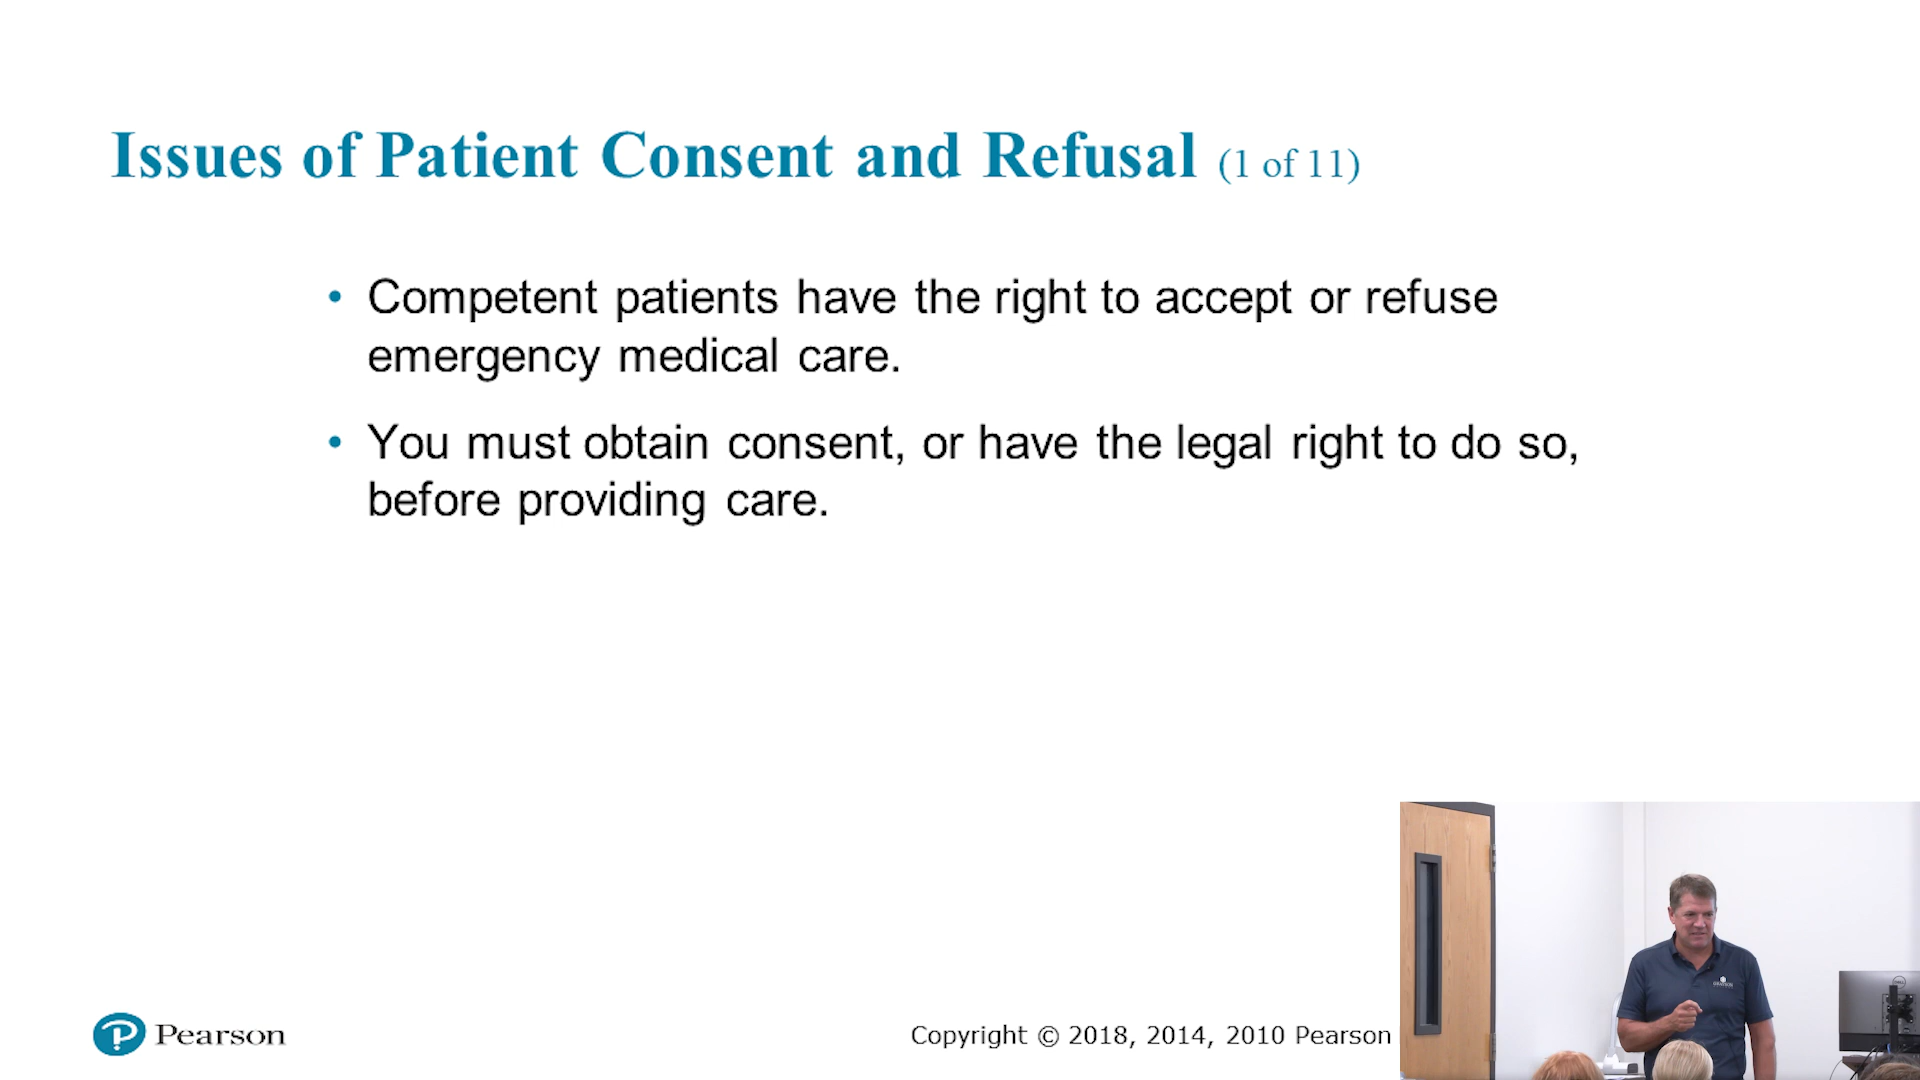 Issues of Patient Consent and Refusal (1 of 11)
• Competent patients have the right to accept or refuse
emergency medical care.
• You must obtain consent, or have the legal right to do so,
before providing care.
Pearson
Copyright © 2018, 2014, 2010 Pearson
DELL